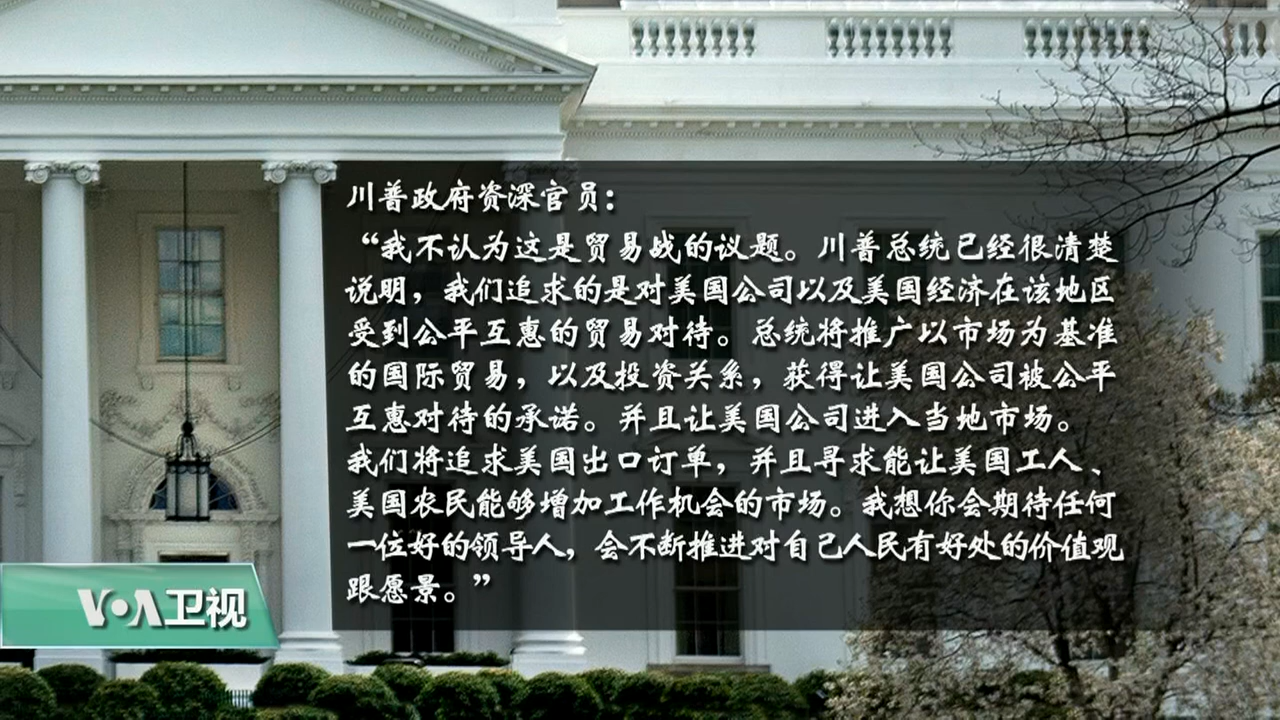 川普政府资深官员：
“我不认为这是贸易战的议题。川普总统已经很清楚
说明，我们追求的是对美国公司以及美国经济在该地区
受到公平互惠的贸易对待。总统将推广以市场为基准
的国际贸易，以及投资关系，获得让美国公司被公平
互惠对待的承诺。并且让美国公司进入当地市场。
我们将追求美国出口订单，并且寻求能让美国工人、
美国农民能够增加工作机会的市场。我想你会期待任何
一位好的领导人，会不断推进对自己人民有好处的价值观
跟愿景。”
VOA卫视